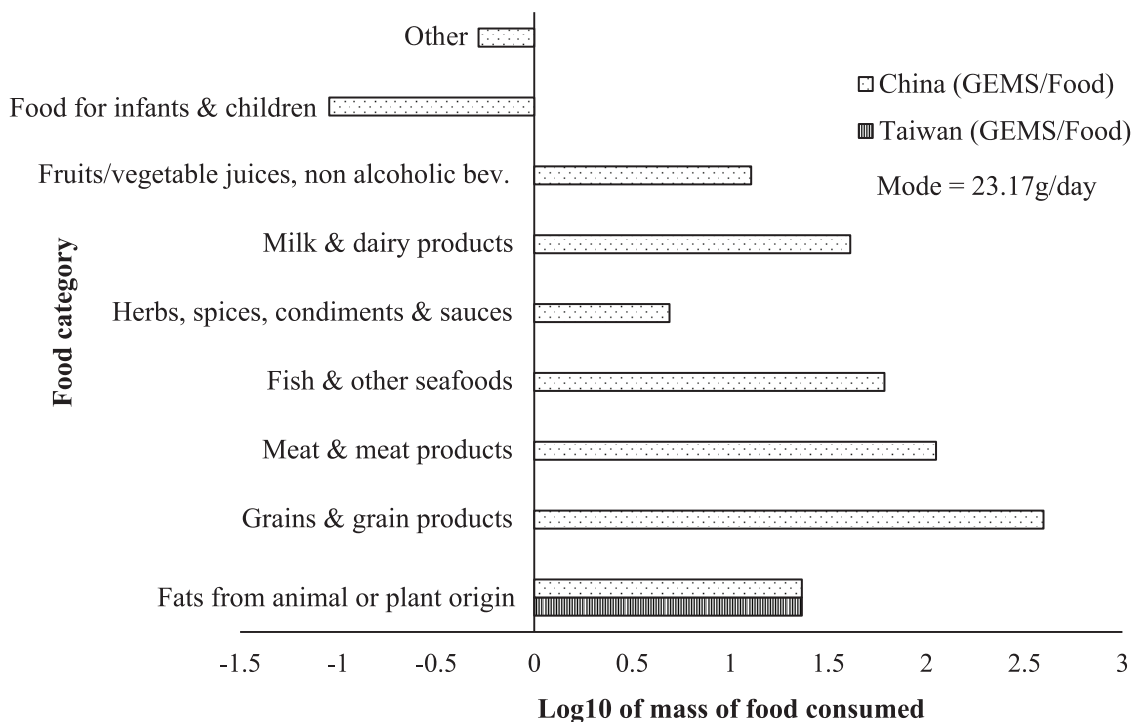 Other
Food for infants & children
Fruits/vegetable juices, non alcoholic bev.
Milk & dairy products
Herbs, spices, condiments & sauces
Fish & other seafoods
Meat & meat products
Grains & grain products
Fats from animal or plant origin
Food category
China (GEMS/Food)
Taiwan (GEMS/Food)
Mode = 23.17g/day
-1.5 -1 -0.5 0 0.5 1 1.5 2 2.5 3
Log10 of mass of food consumed